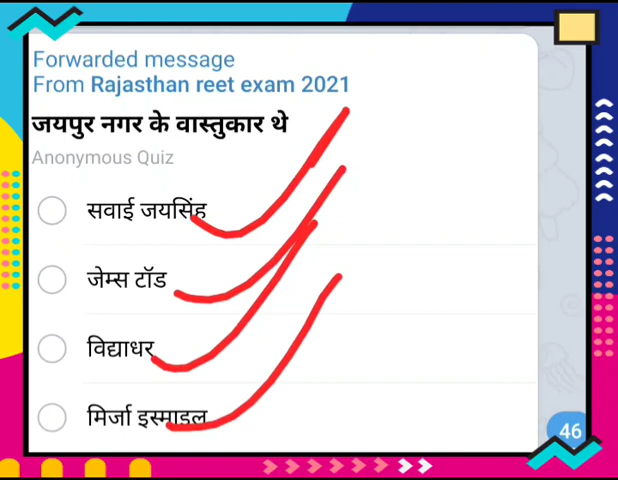 Forwarded message
From Rajasthan reet exam 2021
जयपुर नगर के वास्तुकार थे
Anonymous Quiz
सवाई जयसिंह
जेम्स टॉड
विद्याधर
मिर्जा इस्माइल
46